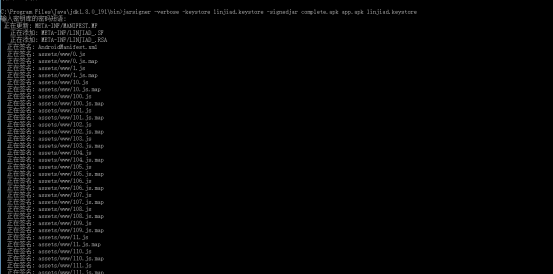 C:\Program Files\Java\jdk1.8.0_191\bin>jarsigner -verbose -keystore linjiad.keystore -signedjar complete.apk app.apk linjiad.keystore
输入密钥库的密码短语:
正在更新: META-INF/MANIFEST.MF
正在添加: META-INF/LINJIAD_.SF
正在添加: META-INF/LINJIAD_.RSA
正在签名: AndroidManifest.xml
正在签名: assets/www/0.js
正在签名: assets/www/0.js.map
正在签名: assets/www/1.js
正在签名: assets/www/1.js.map
正在签名: assets/www/10.js
正在签名: assets/www/10.js.map
正在签名: assets/www/100.js
正在签名: assets/www/100.js.map
正在签名: assets/www/101.js
正在签名: assets/www/101.js.map
正在签名: assets/www/102.js
正在签名: assets/www/102.js.map
正在签名: assets/www/103.js
正在签名: assets/www/103.js.map
正在签名: assets/www/104.js
正在签名: assets/www/104.js.map
正在签名: assets/www/105.js
正在签名: assets/www/105.js.map
正在签名: assets/www/106.js
正在签名: assets/www/106.js.map
正在签名: assets/www/107.js
正在签名: assets/www/107.js.map
正在签名: assets/www/108.js
正在签名: assets/www/108.js.map
正在签名: assets/www/109.js
正在签名: assets/www/109.js.map
正在签名: assets/www/11.js
正在签名: assets/www/11.js.map
正在签名: assets/www/110.js
正在签名: assets/www/110.js.map
正在签名: assets/www/111.js
正在签名: assets/www/111.js.map